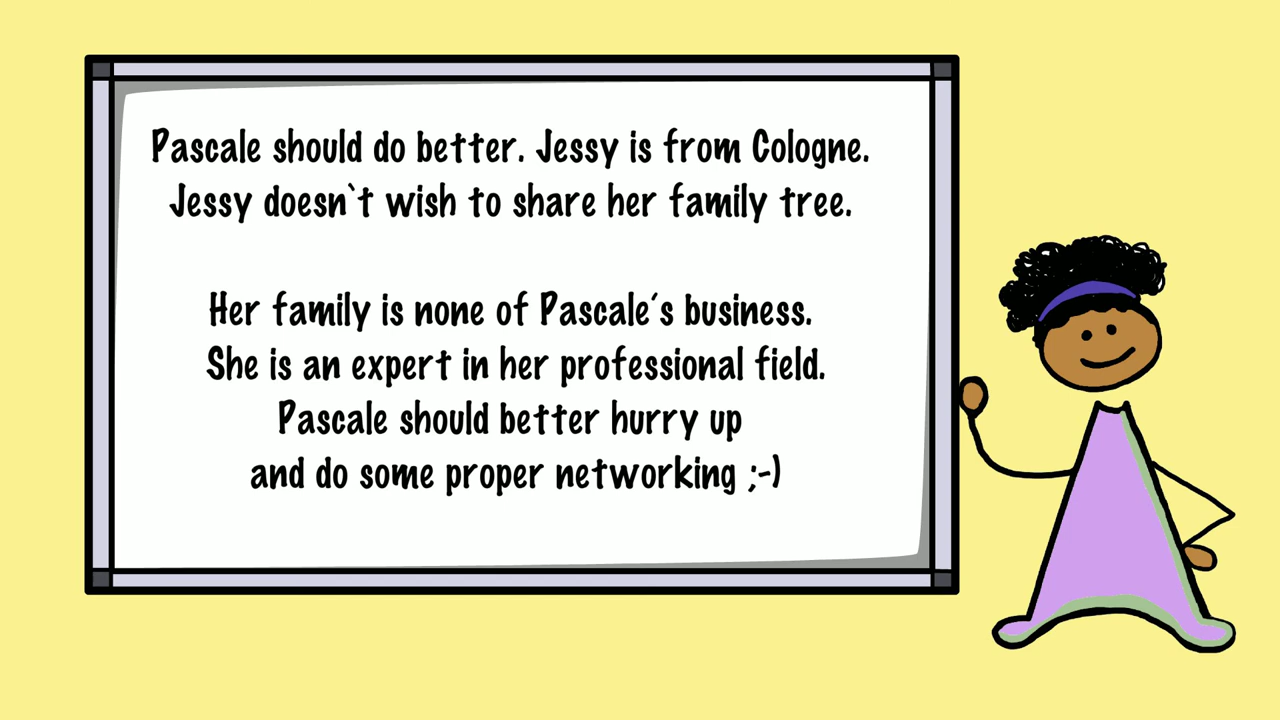 Pascale should do better. Jessy is from Cologne.
Jessy doesn`t wish to share her family tree.
Her family is none of Pascale´s business.
She is an expert in her professional field.
Pascale should better hurry up
and do some proper networking ;-)